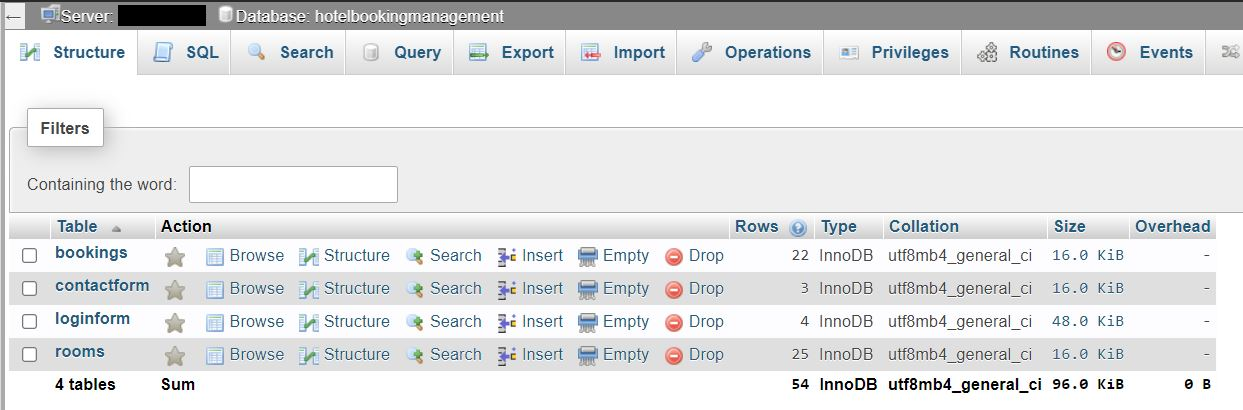 ← Server: Database: hotelbookingmanagement
Structure SQL Search Query Export Import Operations Privileges Routines Events
Filters
Containing the word:
Table Action Rows Type Collation Size Overhead
bookings Browse Structure Search Insert Empty Drop 22 InnoDB utf8mb4_general_ci 16.0 KiB -
contactform Browse Structure Search Insert Empty Drop 3 InnoDB utf8mb4_general_ci 16.0 KiB -
loginform Browse Structure Search Insert Empty Drop 4 InnoDB utf8mb4_general_ci 48.0 KiB -
rooms Browse Structure Search Insert Empty Drop 25 InnoDB utf8mb4_general_ci 16.0 KiB -
4 tables Sum 54 InnoDB utf8mb4_general_ci 96.0 KiB 0 B